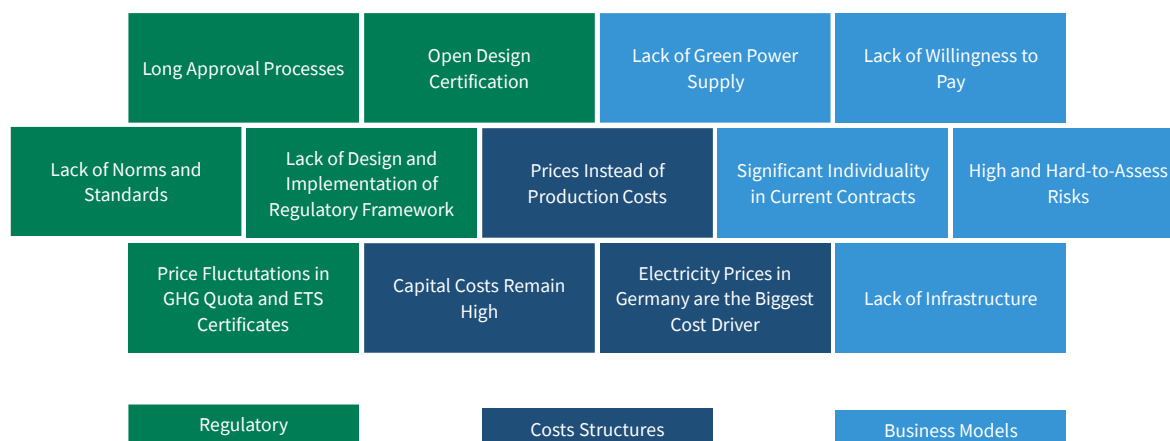 Long Approval Processes
Open Design
Certification
Lack of Green Power
Supply
Lack of Willingness to
Pay
Lack of Norms and
Standards
Lack of Design and
Implementation of
Regulatory Framework
Prices Instead of
Production Costs
Significant Individuality
in Current Contracts
High and Hard-to-Assess
Risks
Price Fluctutations in
GHG Quota and ETS
Certificates
Capital Costs Remain
High
Electricity Prices in
Germany are the Biggest
Cost Driver
Lack of Infrastructure
Regulatory
Costs Structures
Business Models